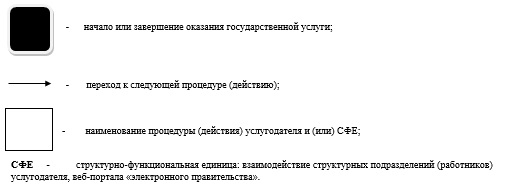 - начало или завершение оказания государственной услуги;
- переход к следующей процедуре (действию);
- наименование процедуры (действия) услугодателя и (или) СФЕ;
СФЕ - структурно-функциональная единица: взаимодействие структурных подразделений (работников)
услугодателя, веб-портала «электронного правительства».